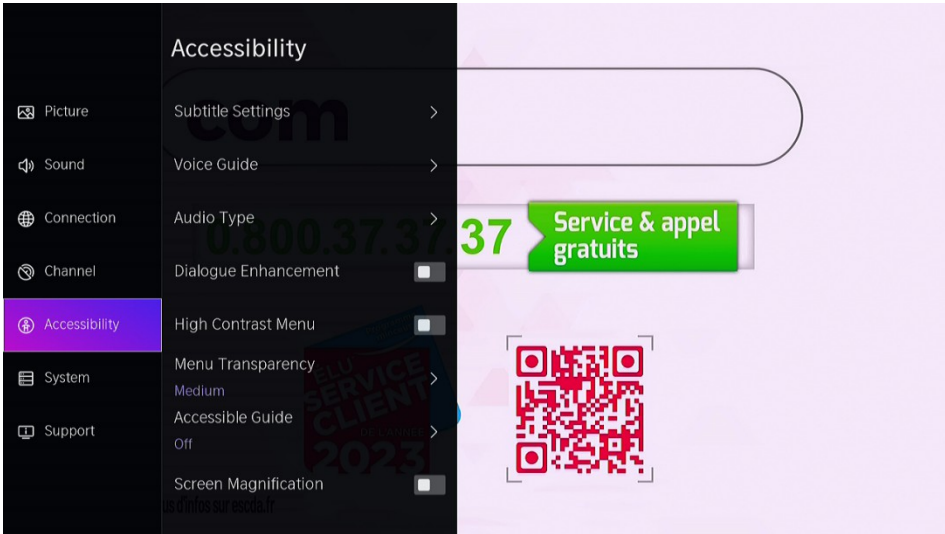 Accessibility
Picture
Sound
Connection
Channel
Accessibility
System
Support
Subtitle Settings
Voice Guide
Audio Type
Dialogue Enhancement
High Contrast Menu
Menu Transparency
Medium
Accessible Guide
Off
Screen Magnification
com
0.800.37.37.37
Service & appel
gratuits
ELU
SERVICE
CLIENT
DE L'ANNÉE
2023
us d'infos sur escda.fr